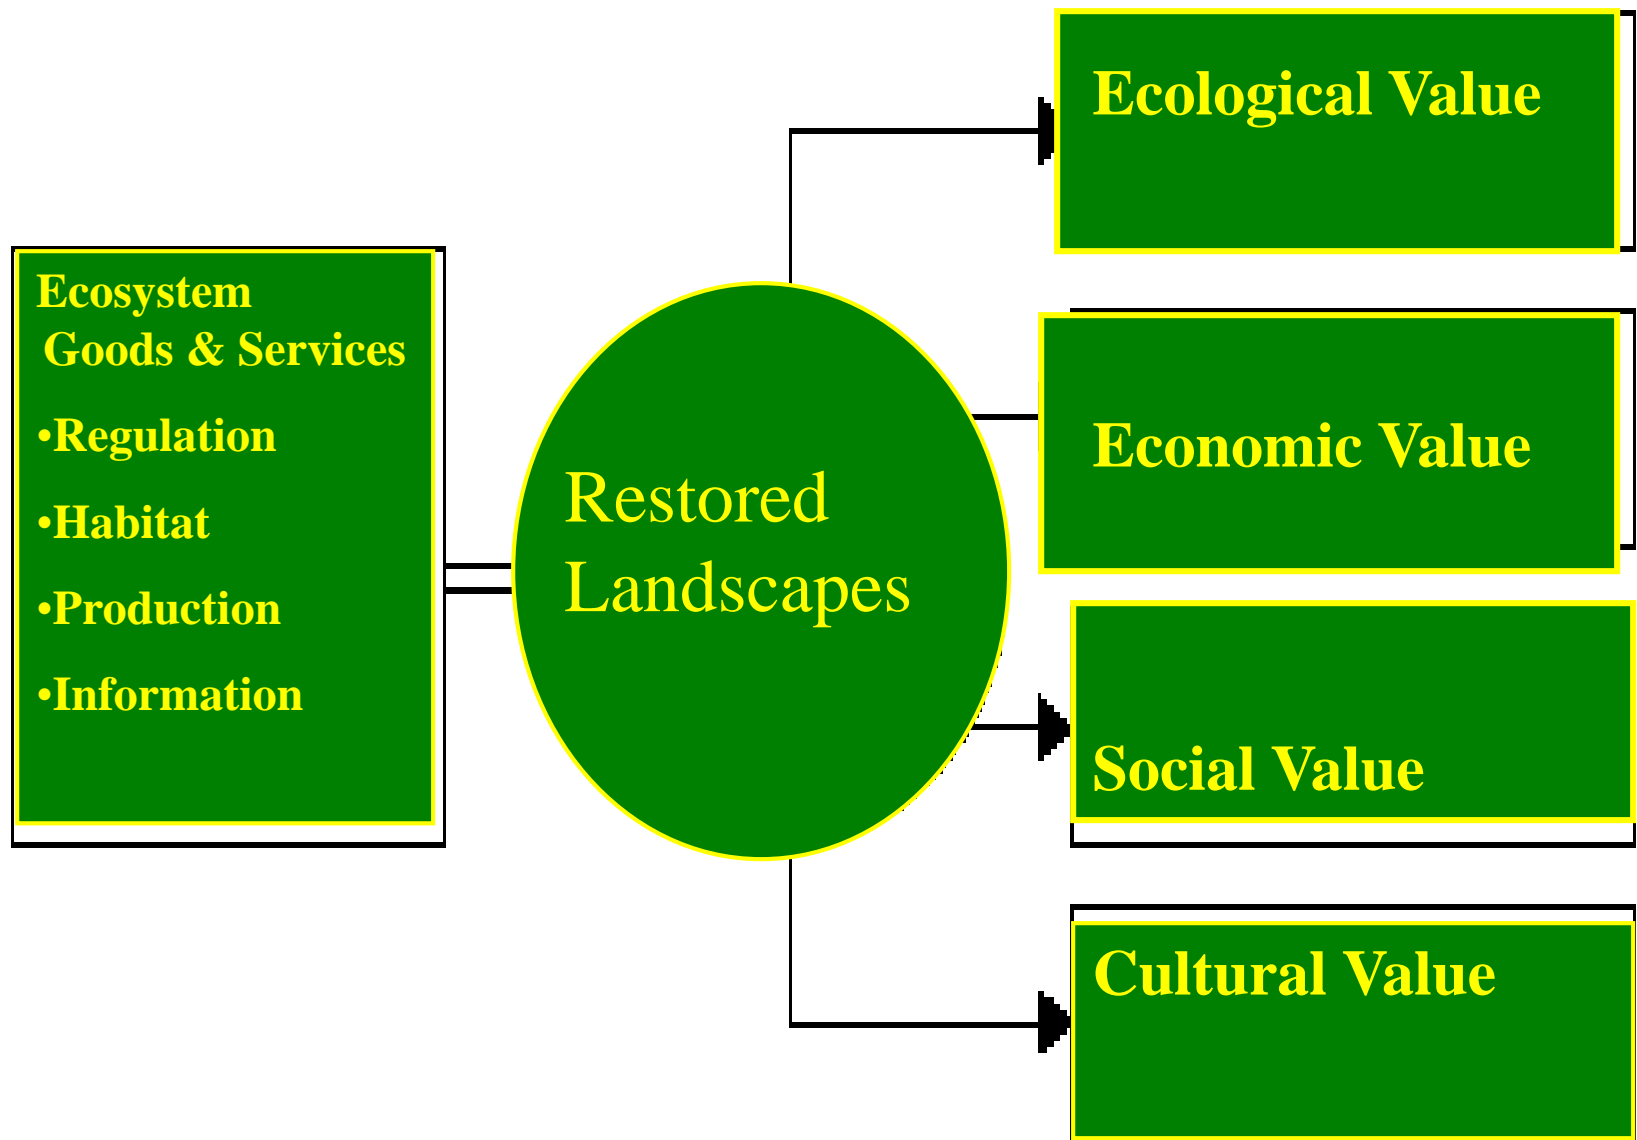 Ecosystem
Goods & Services
•Regulation
•Habitat
•Production
•Information
Restored
Landscapes
Ecological Value
Economic Value
Social Value
Cultural Value